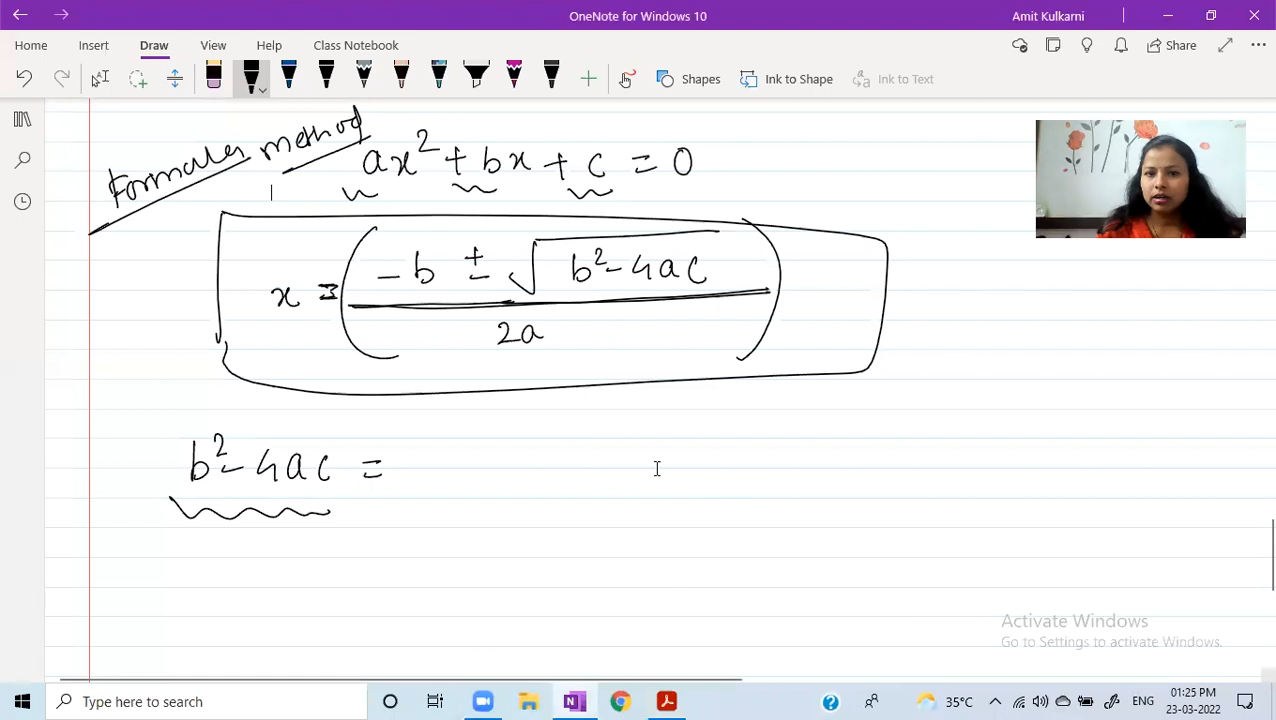 OneNote for Windows 10
Amit Kulkarni
Home Insert Draw View Help Class Notebook
Share
Shapes Ink to Shape Ink to Text
Formula method
ax² + bx + c = 0
x = ( -b ± √ b² - 4ac / 2a )
b² - 4ac =
Activate Windows
Go to Settings to activate Windows.
Type here to search
35°C
ENG
01:25 PM
23-03-2022